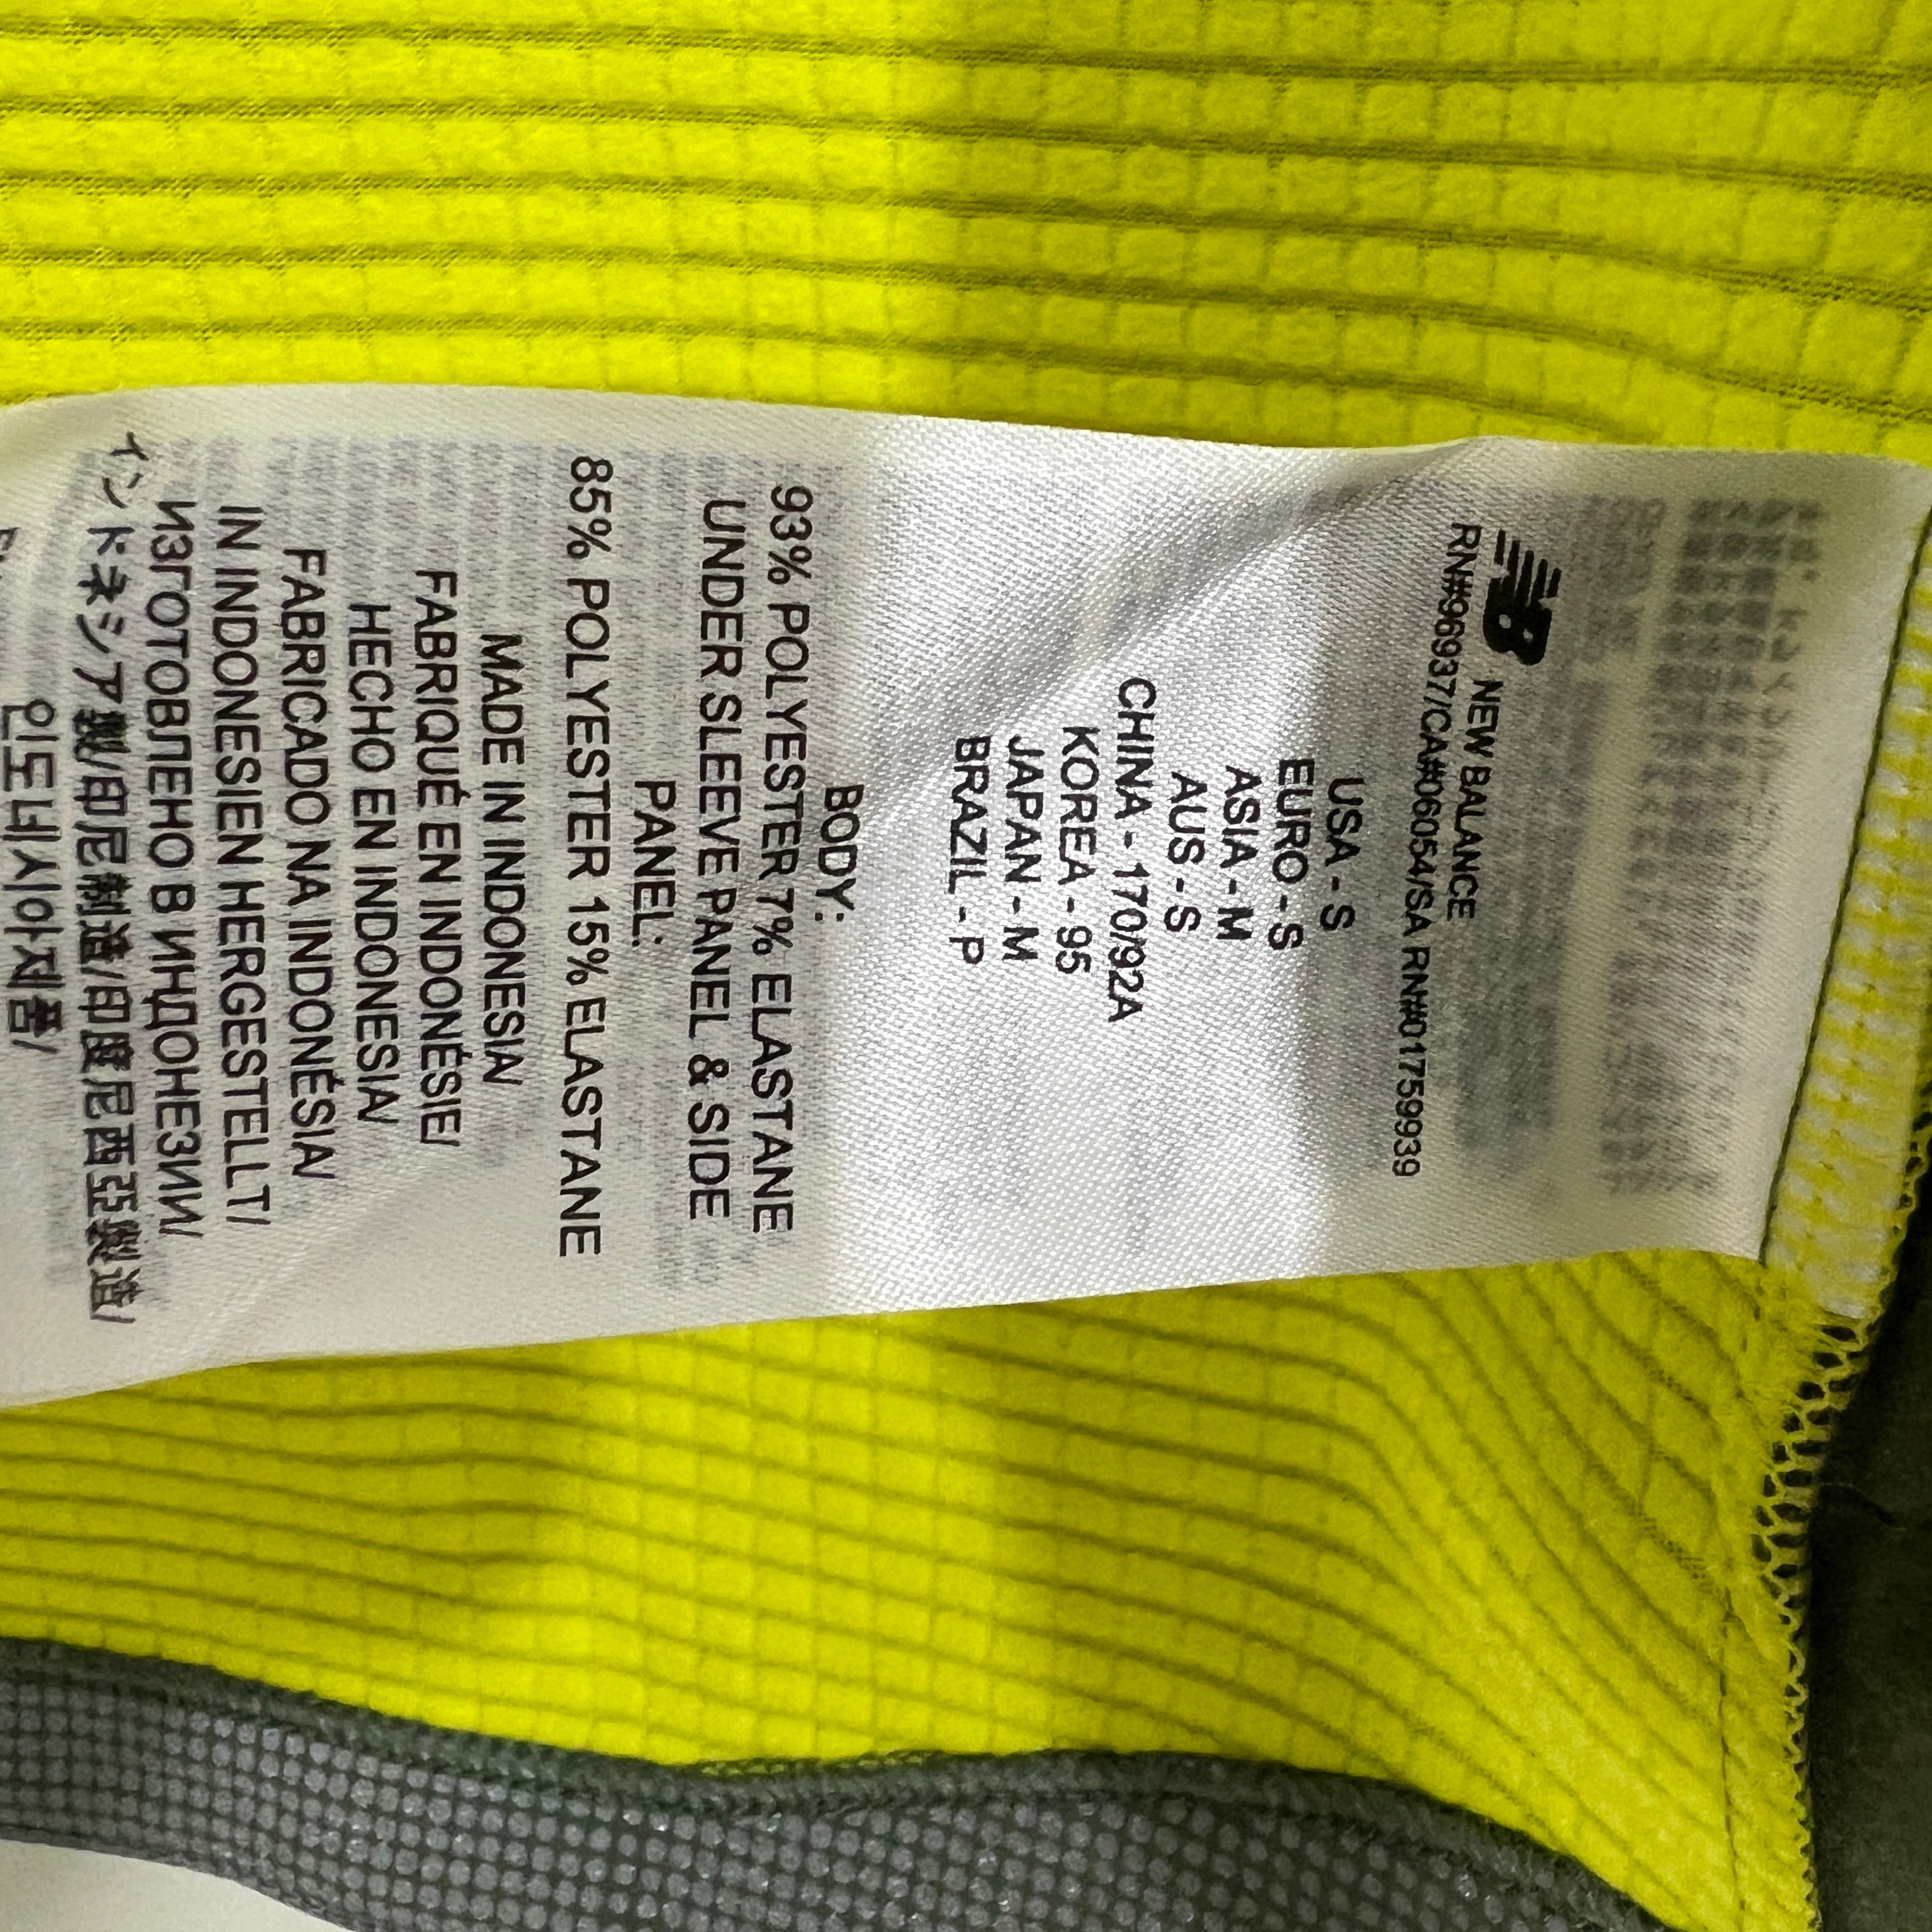 NB NEW BALANCE
RN#96937/CA#06054/SA RN#01759939
USA - S
EURO - S
ASIA - M
AUS - S
CHINA - 170/92A
KOREA - 95
JAPAN - M
BRAZIL - P
BODY:
93% POLYESTER 7% ELASTANE
UNDER SLEEVE PANEL & SIDE
PANEL:
85% POLYESTER 15% ELASTANE
MADE IN INDONESIA/
FABRIQUÉ EN INDONÉSIE/
HECHO EN INDONESIA/
FABRICADO NA INDONÉSIA/
IN INDONESIEN HERGESTELLT/
ИЗГОТОВЛЕНО В ИНДОНЕЗИИ/
インドネシア製/印尼制造/印度尼西亞製造/
인도네시아제품/